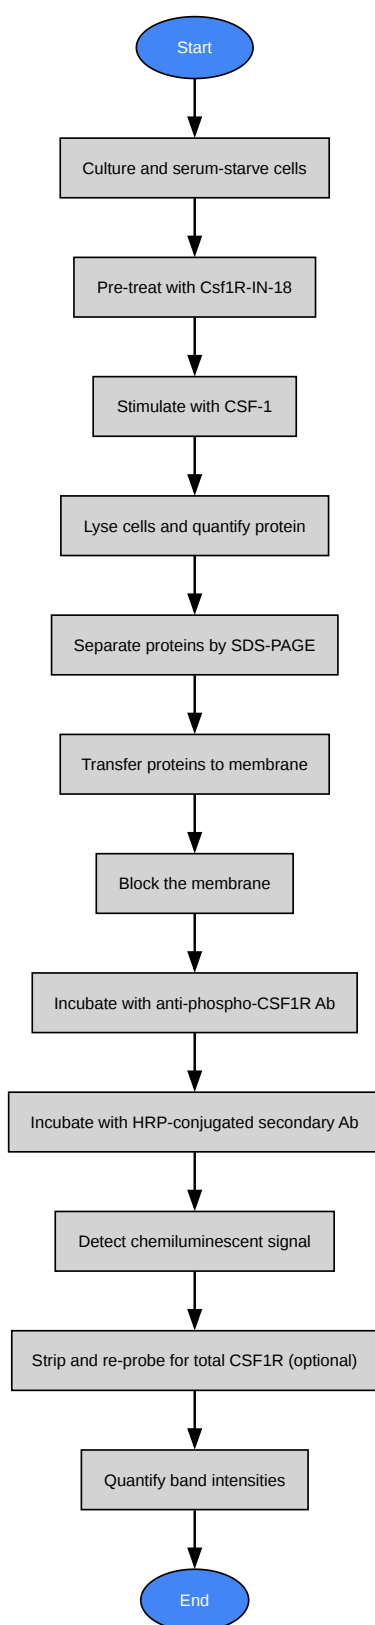 Start
Culture and serum-starve cells
Pre-treat with Csf1R-IN-18
Stimulate with CSF-1
Lyse cells and quantify protein
Separate proteins by SDS-PAGE
Transfer proteins to membrane
Block the membrane
Incubate with anti-phospho-CSF1R Ab
Incubate with HRP-conjugated secondary Ab
Detect chemiluminescent signal
Strip and re-probe for total CSF1R (optional)
Quantify band intensities
End